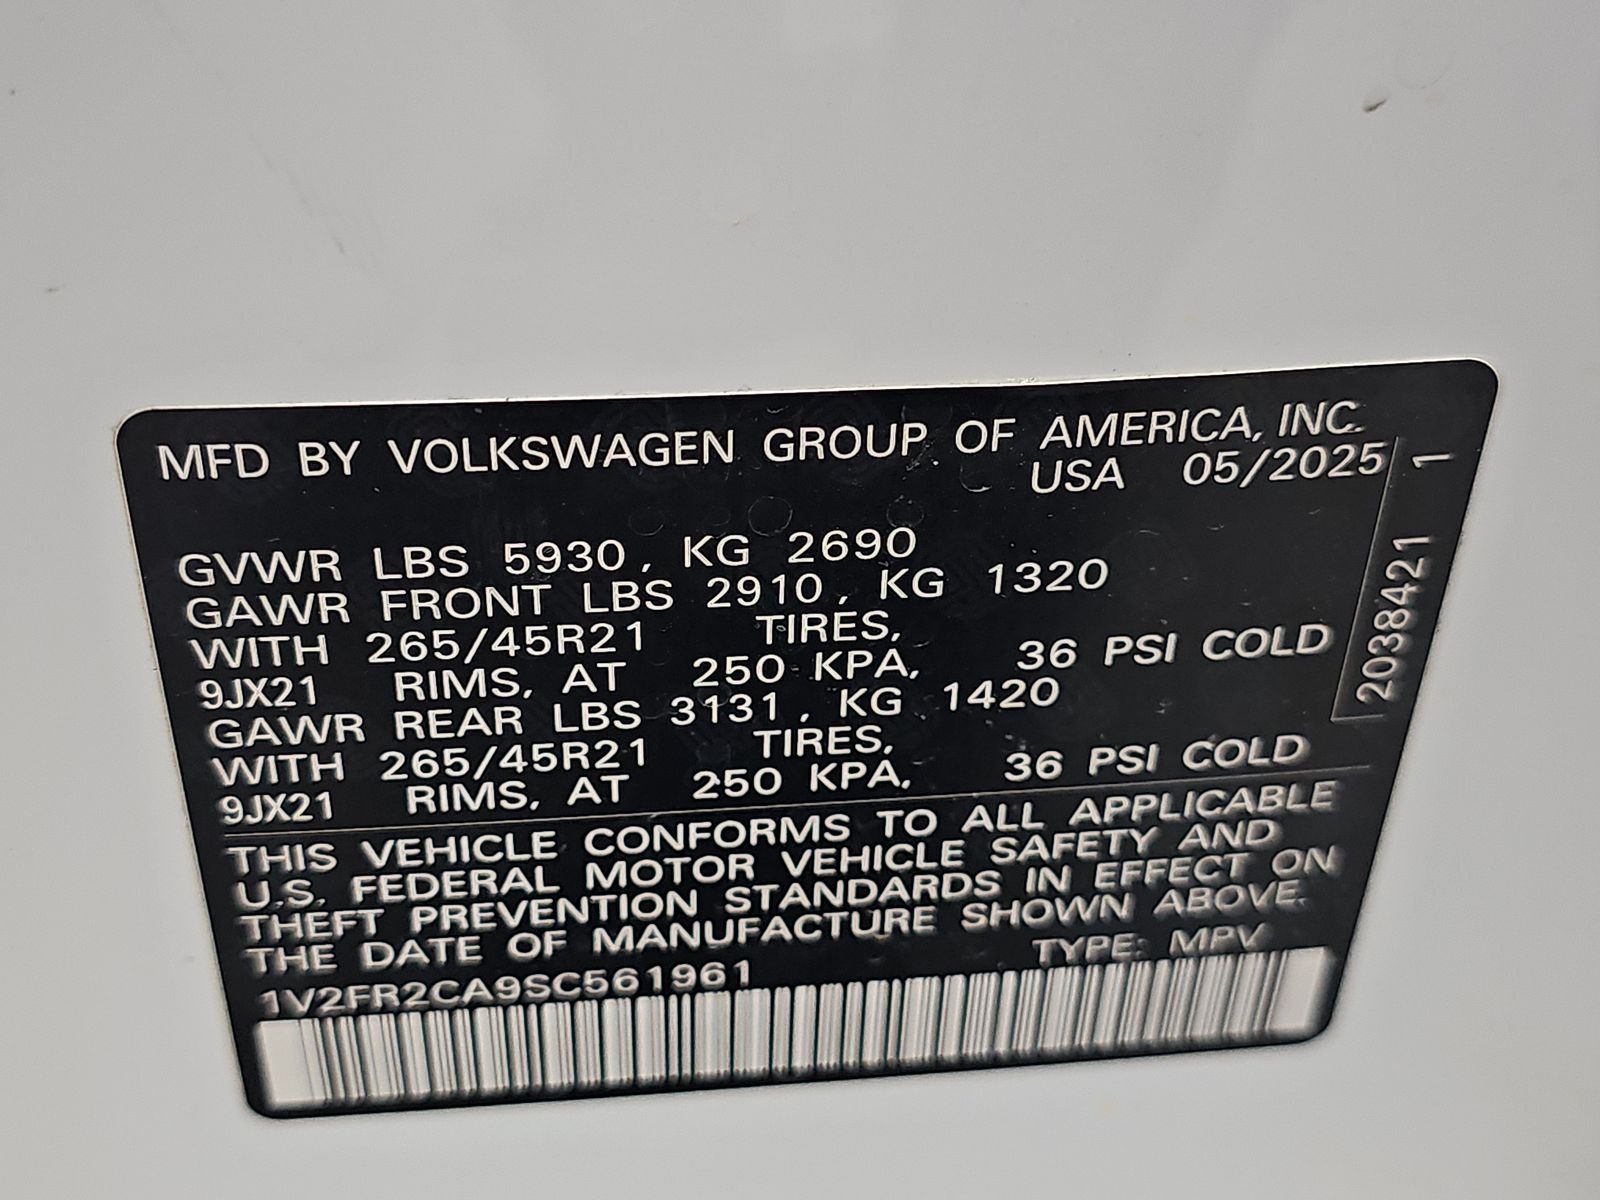 MFD BY VOLKSWAGEN GROUP OF AMERICA, INC.
USA 05/2025
GVWR LBS 5930, KG 2690
GAWR FRONT LBS 2910, KG 1320
WITH 265/45R21 TIRES,
9JX21 RIMS, AT 250 KPA, 36 PSI COLD
GAWR REAR LBS 3131, KG 1420
WITH 265/45R21 TIRES,
9JX21 RIMS, AT 250 KPA, 36 PSI COLD
THIS VEHICLE CONFORMS TO ALL APPLICABLE
U.S. FEDERAL MOTOR VEHICLE SAFETY AND
THEFT PREVENTION STANDARDS IN EFFECT ON
THE DATE OF MANUFACTURE SHOWN ABOVE.
1V2FR2CA9SC561961 TYPE: MPV
2038421 1